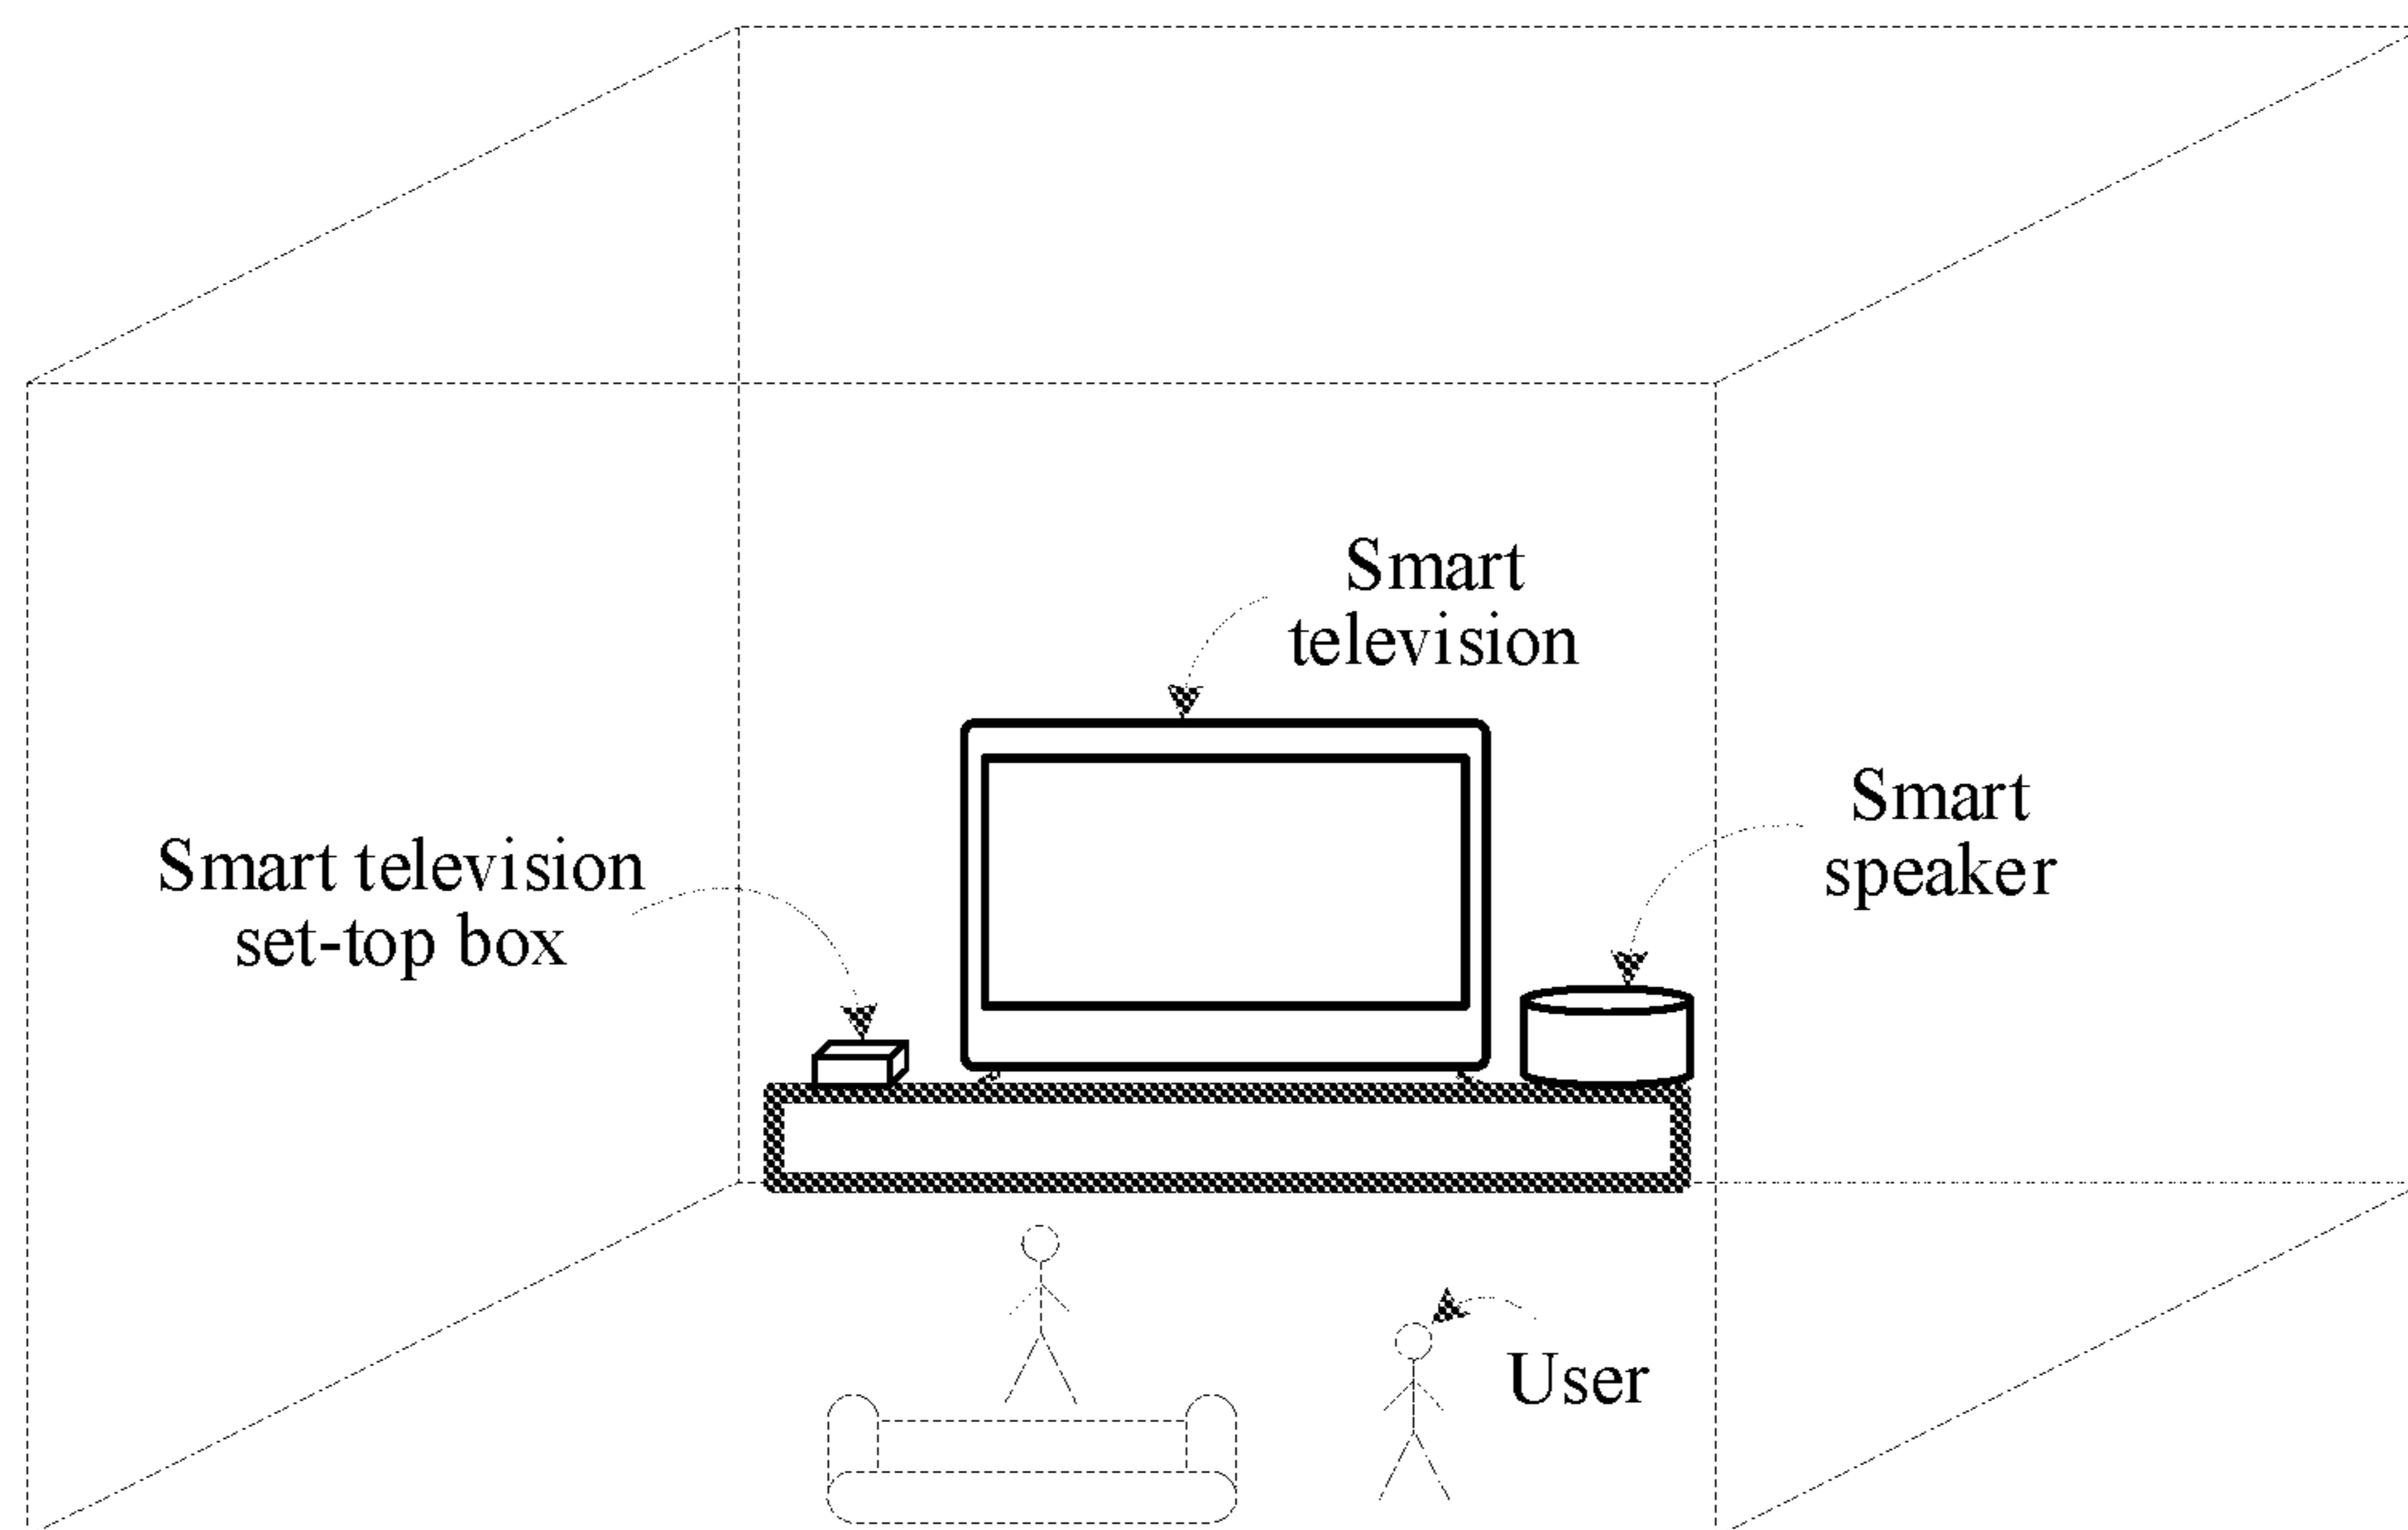 Smart
television
Smart
speaker
Smart television
set-top box
User